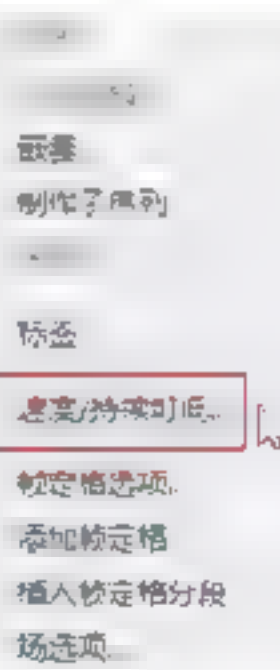 嵌套
制作子序列
标签
速度/持续时间...
帧定格选项...
添加帧定格
插入帧定格分段
场选项...